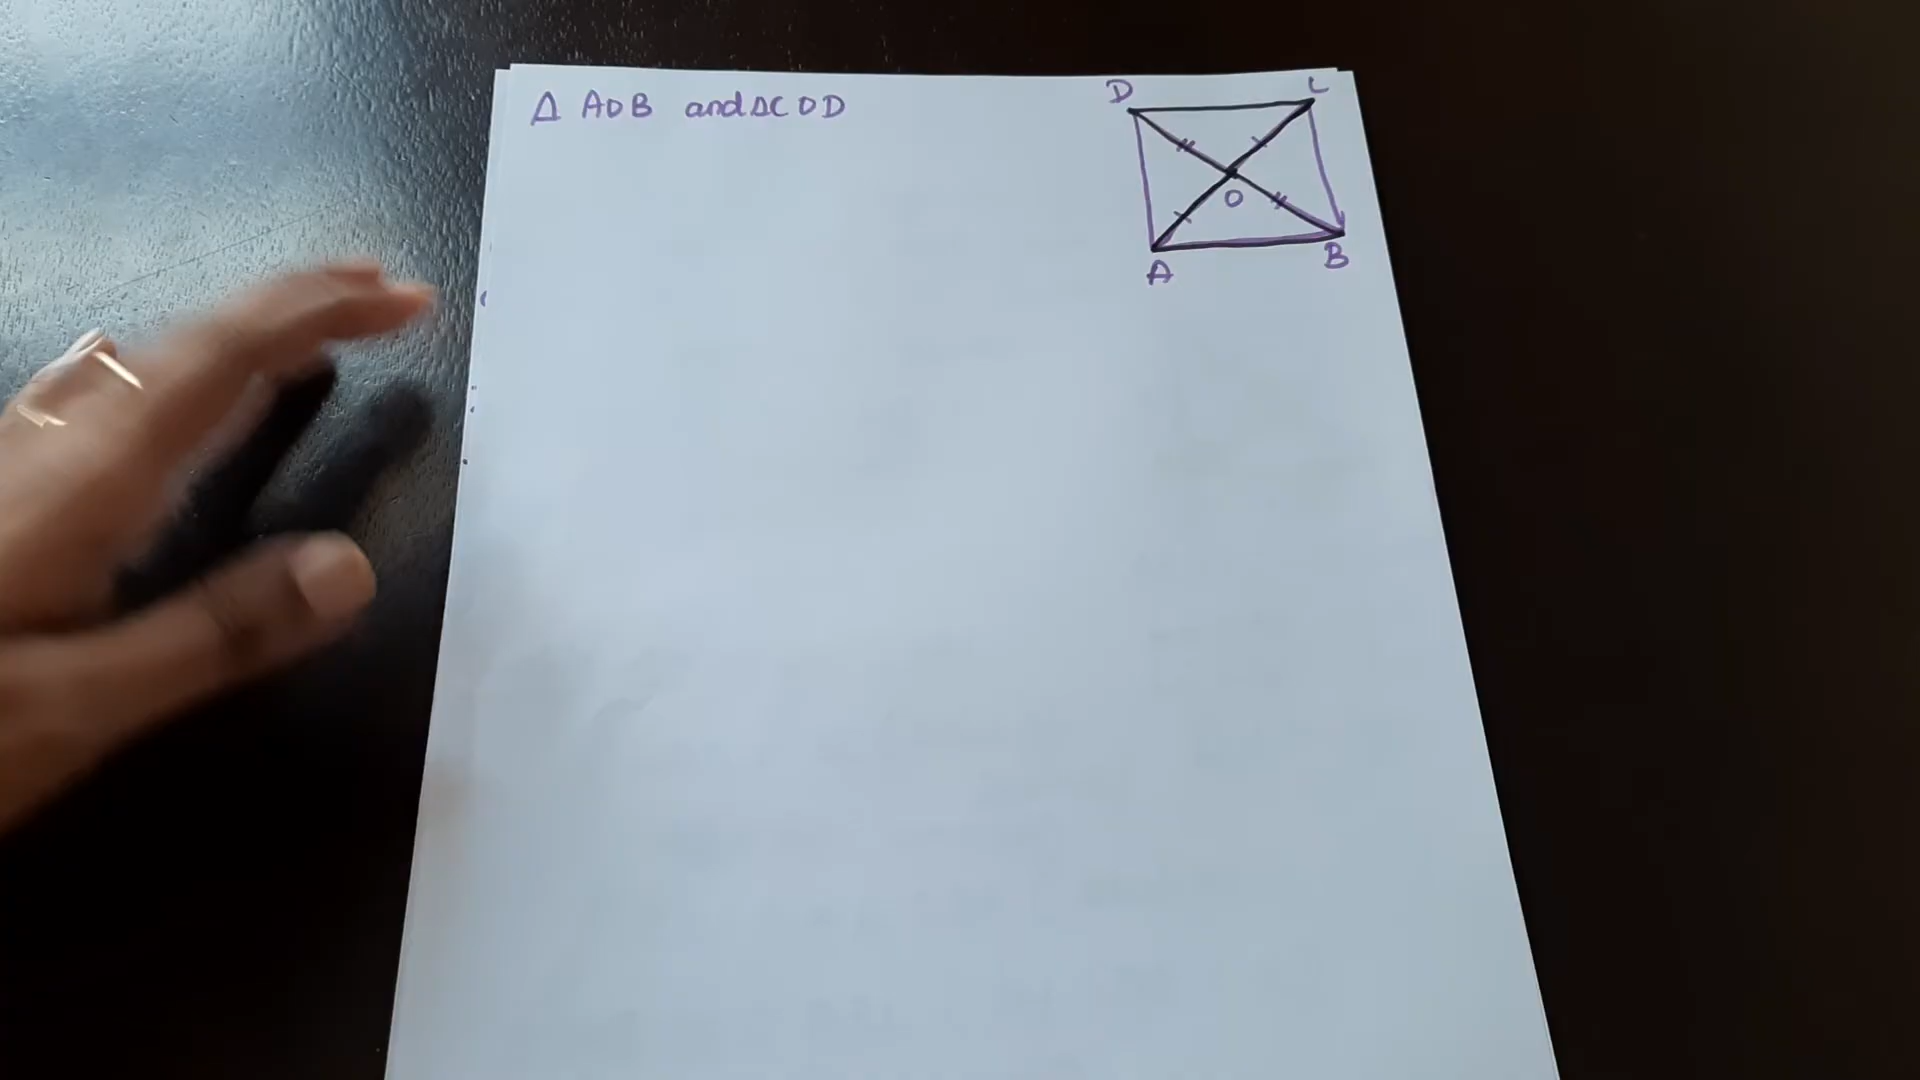 Δ AOB and ΔCOD
D C
O
A B